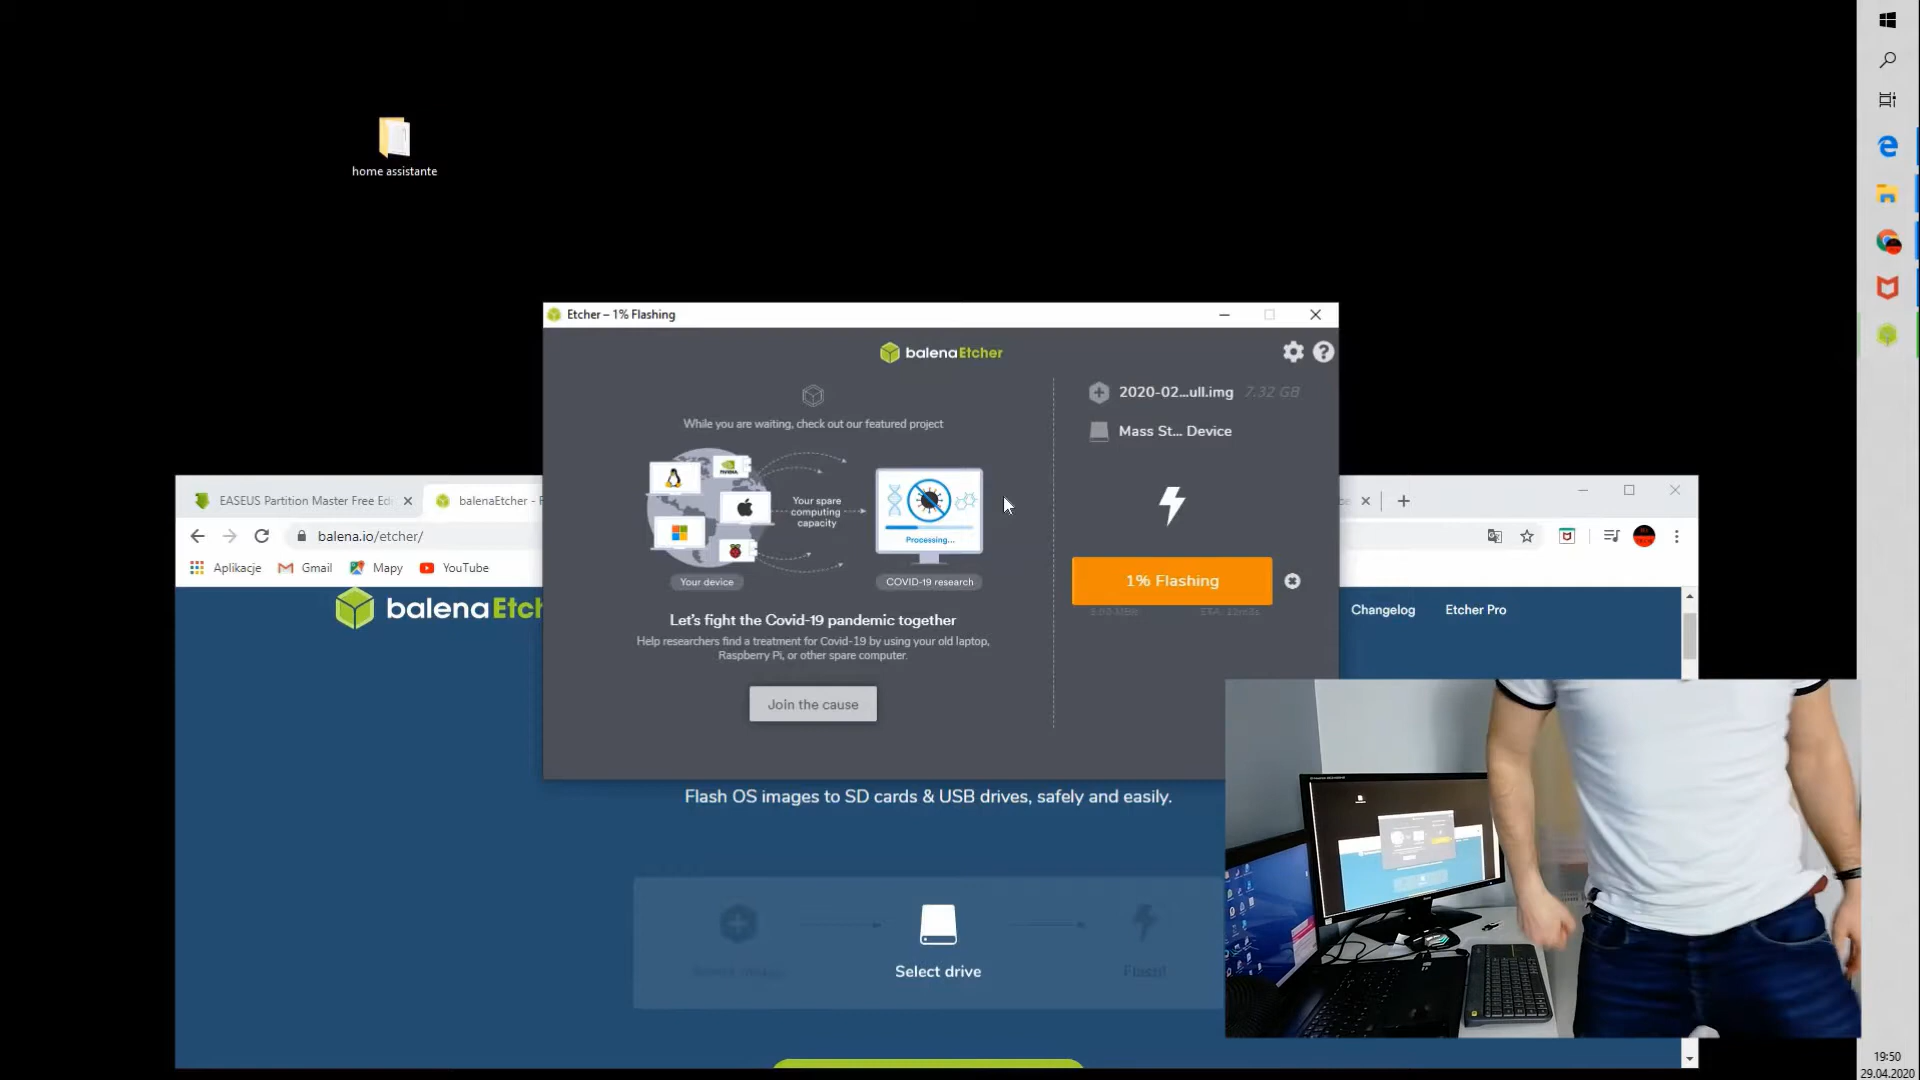 home assistante
Etcher – 1% Flashing
balenaEtcher
2020-02...ull.img 7.32 GB
While you are waiting, check out our featured project
Mass St... Device
Your spare
computing
capacity
Processing...
Your device
COVID-19 research
1% Flashing
Let's fight the Covid-19 pandemic together
Help researchers find a treatment for Covid-19 by using your old laptop,
Raspberry Pi, or other spare computer.
Join the cause
EASEUS Partition Master Free Edi
balenaEtcher - F
balena.io/etcher/
Aplikacje
Gmail
Mapy
YouTube
balenaEtch
Changelog
Etcher Pro
Flash OS images to SD cards & USB drives, safely and easily.
Select drive
Flash!
19:50
29.04.2020